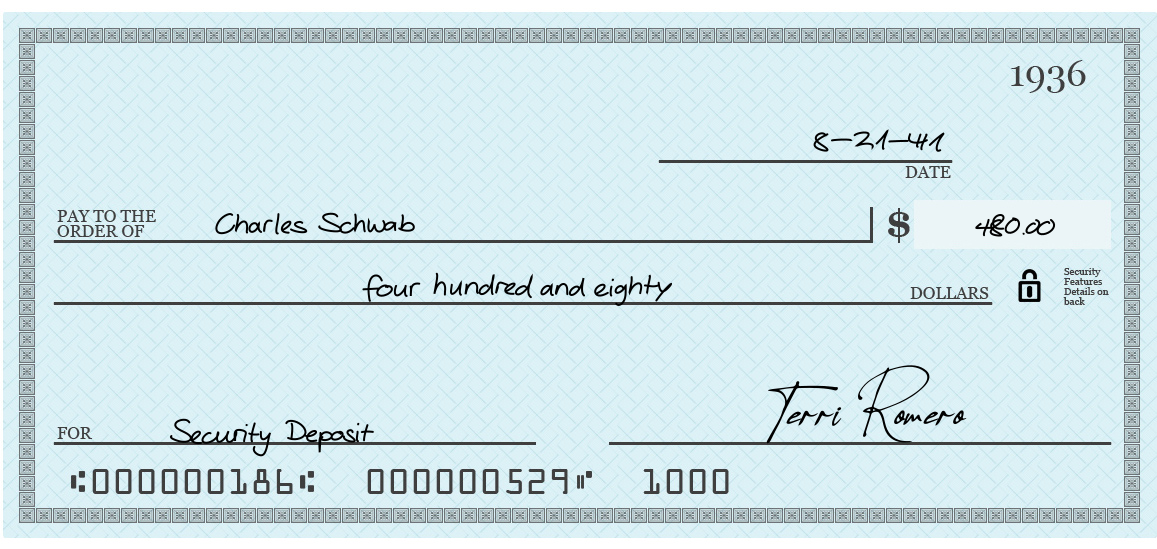 1936
8-21-41
DATE
PAY TO THE
ORDER OF Charles Schwab $ 480.00
four hundred and eighty DOLLARS
Security
Features
Details on
back
Terri Romero
FOR Security Deposit
⑆000000186⑆ 000000529⑈ 1000